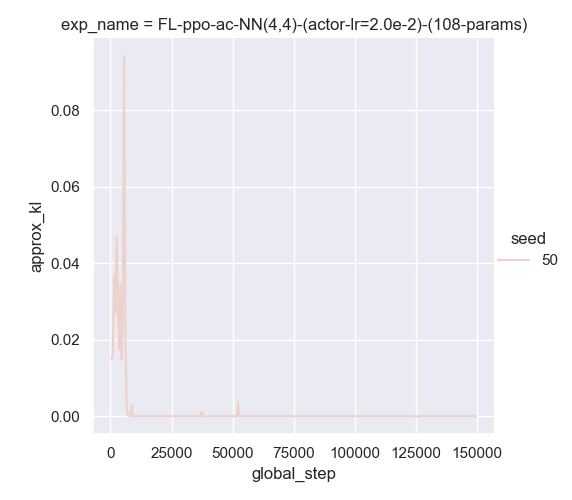 exp_name = FL-ppo-ac-NN(4,4)-(actor-lr=2.0e-2)-(108-params)
0.08
0.06
0.04
0.02
0.00
approx_kl
seed
50
0 25000 50000 75000 100000 125000 150000
global_step